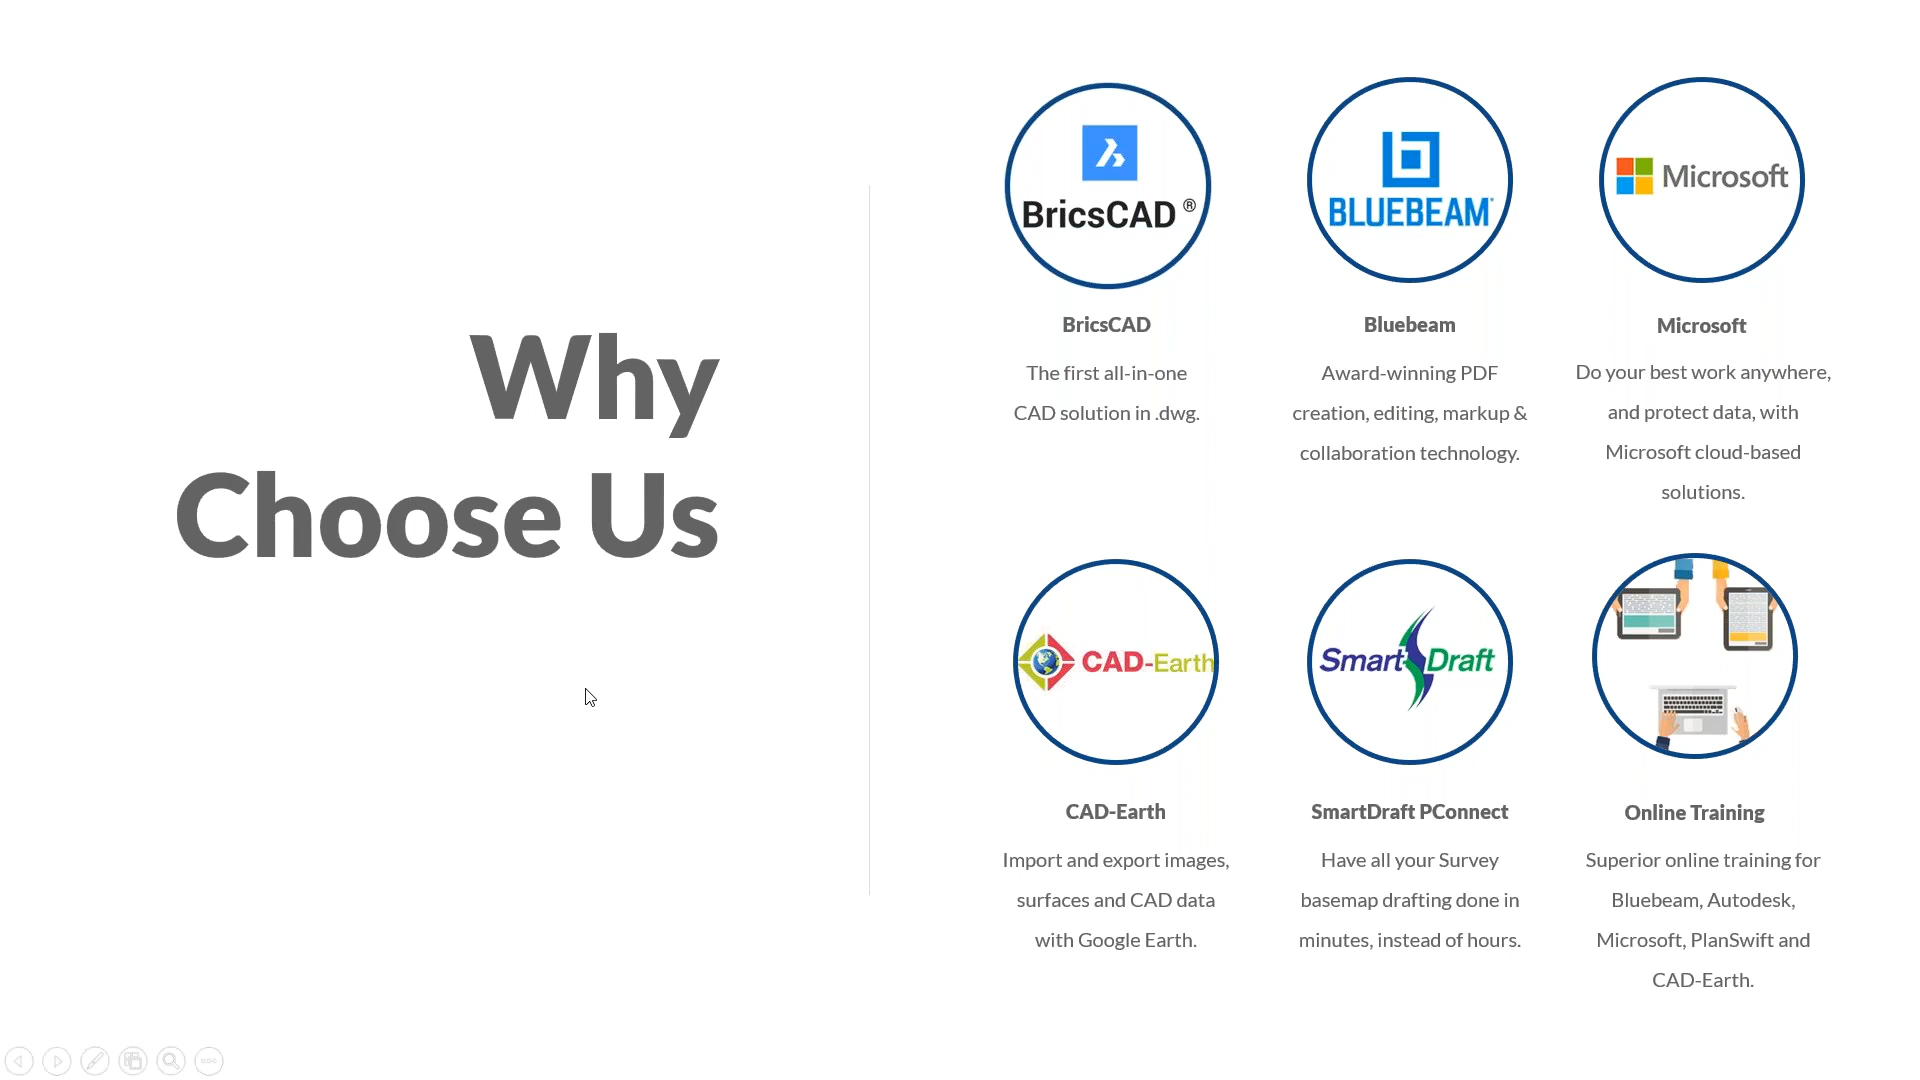 Why
Choose Us
BricsCAD ®
BricsCAD
The first all-in-one
CAD solution in .dwg.
BLUEBEAM
Bluebeam
Award-winning PDF
creation, editing, markup &
collaboration technology.
Microsoft
Microsoft
Do your best work anywhere,
and protect data, with
Microsoft cloud-based
solutions.
CAD-Earth
CAD-Earth
Import and export images,
surfaces and CAD data
with Google Earth.
Smart Draft
SmartDraft PConnect
Have all your Survey
basemap drafting done in
minutes, instead of hours.
Online Training
Superior online training for
Bluebeam, Autodesk,
Microsoft, PlanSwift and
CAD-Earth.